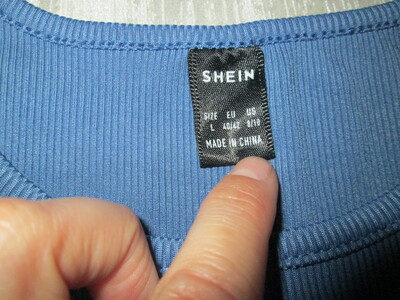 SHEIN
SIZE EU US
L 40/42 8/10
MADE IN CHINA